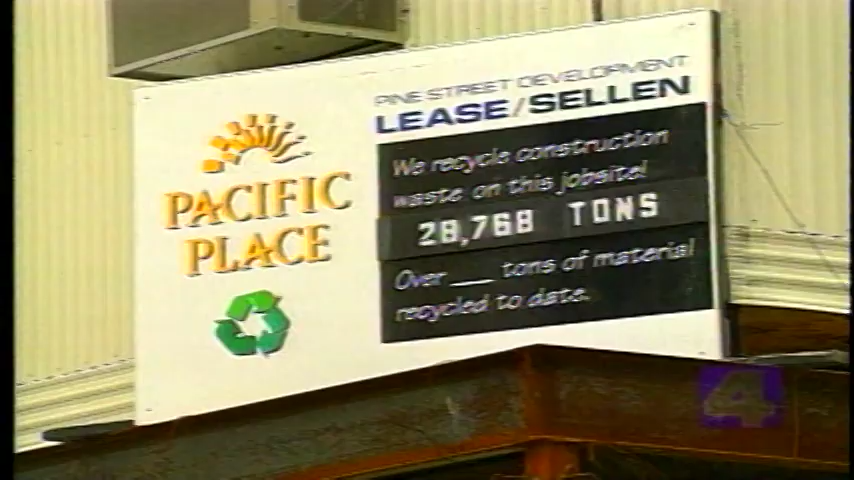 PACIFIC
PLACE
PINE STREET DEVELOPMENT
LEASE/SELLEN
We recycle construction
waste on this jobsite!
28,768 TONS
Over ___ tons of material
recycled to date.
4